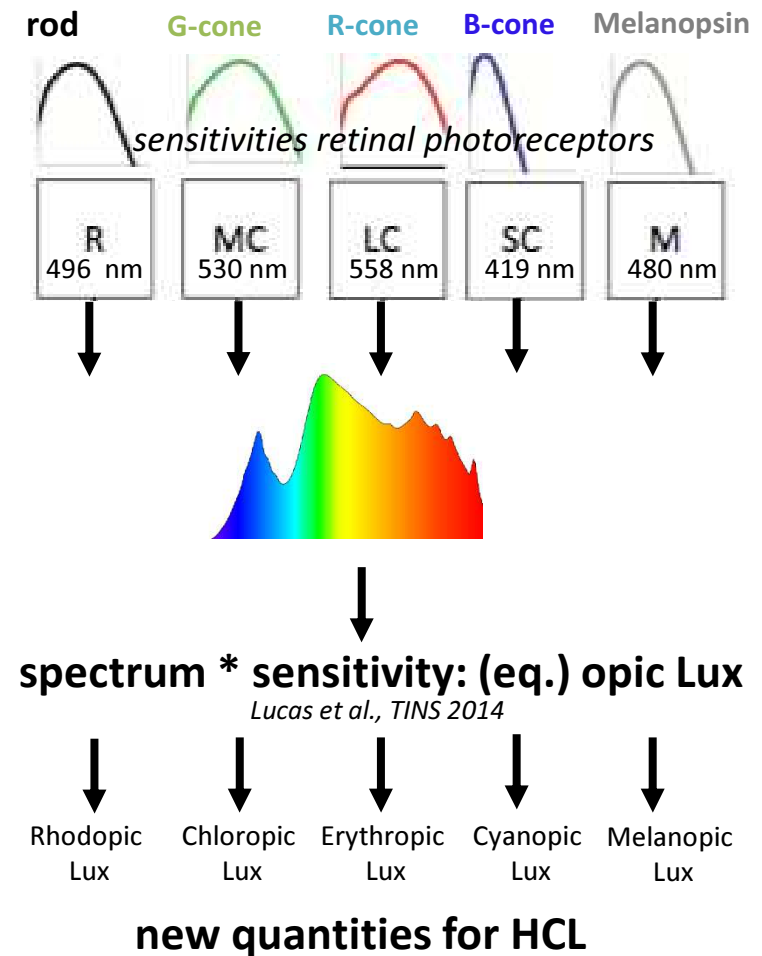 rod G-cone R-cone B-cone Melanopsin
sensitivities retinal photoreceptors
R MC LC SC M
496 nm 530 nm 558 nm 419 nm 480 nm
spectrum * sensitivity: (eq.) opic Lux
Lucas et al., TINS 2014
Rhodopic Chloropic Erythropic Cyanopic Melanopic
Lux Lux Lux Lux Lux
new quantities for HCL